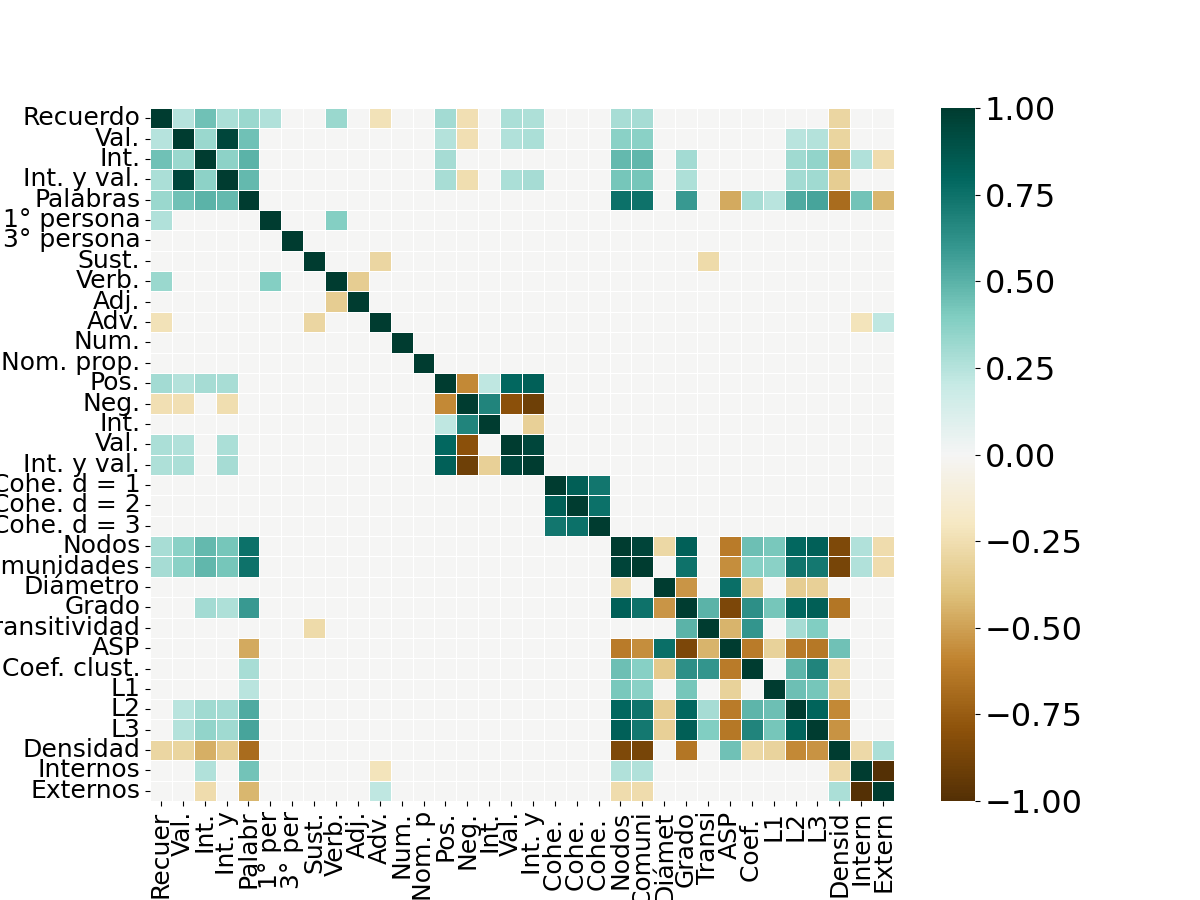 Recuerdo
Val.
Int.
Int. y val.
Palabras
1° persona
3° persona
Sust.
Verb.
Adj.
Adv.
Num.
Nom. prop.
Pos.
Neg.
Int.
Val.
Int. y val.
Cohe. d = 1
Cohe. d = 2
Cohe. d = 3
Nodos
munidades
Diámetro
Grado
ransitividad
ASP
Coef. clust.
L1
L2
L3
Densidad
Internos
Externos
Recuer
Val.
Int.
Int. y
Palabr
1° per
3° per
Sust.
Verb.
Adj.
Adv.
Num.
Nom. p
Pos.
Neg.
Int.
Val.
Int. y
Cohe.
Cohe.
Cohe.
Nodos
Comuni
Diámet
Grado
Transi
ASP
Coef.
L1
L2
L3
Densid
Intern
Extern
1.00
0.75
0.50
0.25
0.00
−0.25
−0.50
−0.75
−1.00